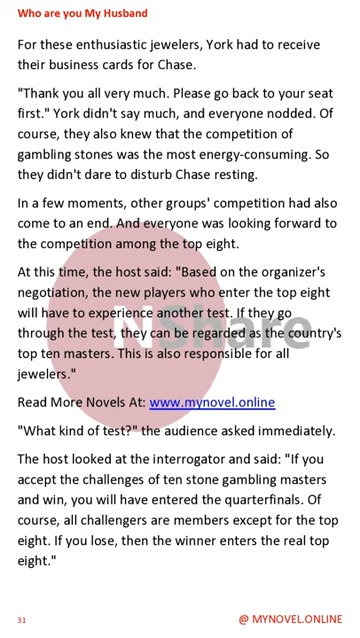 Who are you My Husband
For these enthusiastic jewelers, York had to receive
their business cards for Chase.
"Thank you all very much. Please go back to your seat
first." York didn't say much, and everyone nodded. Of
course, they also knew that the competition of
gambling stones was the most energy-consuming. So
they didn't dare to disturb Chase resting.
In a few moments, other groups' competition had also
come to an end. And everyone was looking forward to
the competition among the top eight.
At this time, the host said: "Based on the organizer's
negotiation, the new players who enter the top eight
will have to experience another test. If they go
through the test, they can be regarded as the country's
top ten masters. This is also responsible for all
jewelers."
NShare
Read More Novels At: www.mynovel.online
"What kind of test?" the audience asked immediately.
The host looked at the interrogator and said: "If you
accept the challenges of ten stone gambling masters
and win, you will have entered the quarterfinals. Of
course, all challengers are members except for the top
eight. If you lose, then the winner enters the real top
eight."
31
@ MYNOVEL.ONLINE